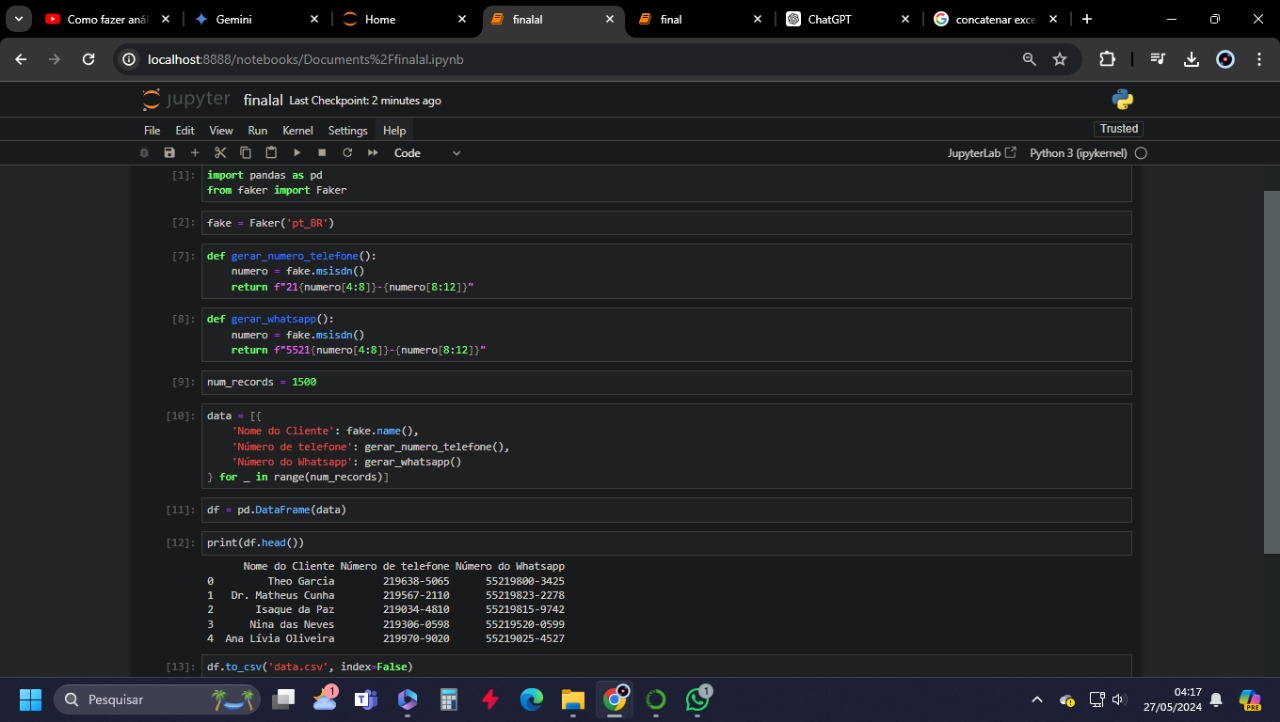 Como fazer aná
Gemini
Home
finalal
final
ChatGPT
concatenar exce
localhost:8888/notebooks/Documents%2Ffinalal.ipynb
jupyter finalal Last Checkpoint: 2 minutes ago
File Edit View Run Kernel Settings Help
Trusted
Code
JupyterLab
Python 3 (ipykernel)
[1]: import pandas as pd
from faker import Faker
[2]: fake = Faker('pt_BR')
[7]: def gerar_numero_telefone():
numero = fake.msisdn()
return f"21{numero[4:8]}-{numero[8:12]}"
[8]: def gerar_whatsapp():
numero = fake.msisdn()
return f"5521{numero[4:8]}-{numero[8:12]}"
[9]: num_records = 1500
[10]: data = [{
'Nome do Cliente': fake.name(),
'Número de telefone': gerar_numero_telefone(),
'Número do Whatsapp': gerar_whatsapp()
} for _ in range(num_records)]
[11]: df = pd.DataFrame(data)
[12]: print(df.head())
Nome do Cliente Número de telefone Número do Whatsapp
0 Theo Garcia 219638-5065 55219800-3425
1 Dr. Matheus Cunha 219567-2110 55219823-2278
2 Isaque da Paz 219034-4810 55219815-9742
3 Nina das Neves 219306-0598 55219520-0599
4 Ana Lívia Oliveira 219970-9020 55219025-4527
[13]: df.to_csv('data.csv', index=False)
Pesquisar
1
1
PRE
04:17
27/05/2024